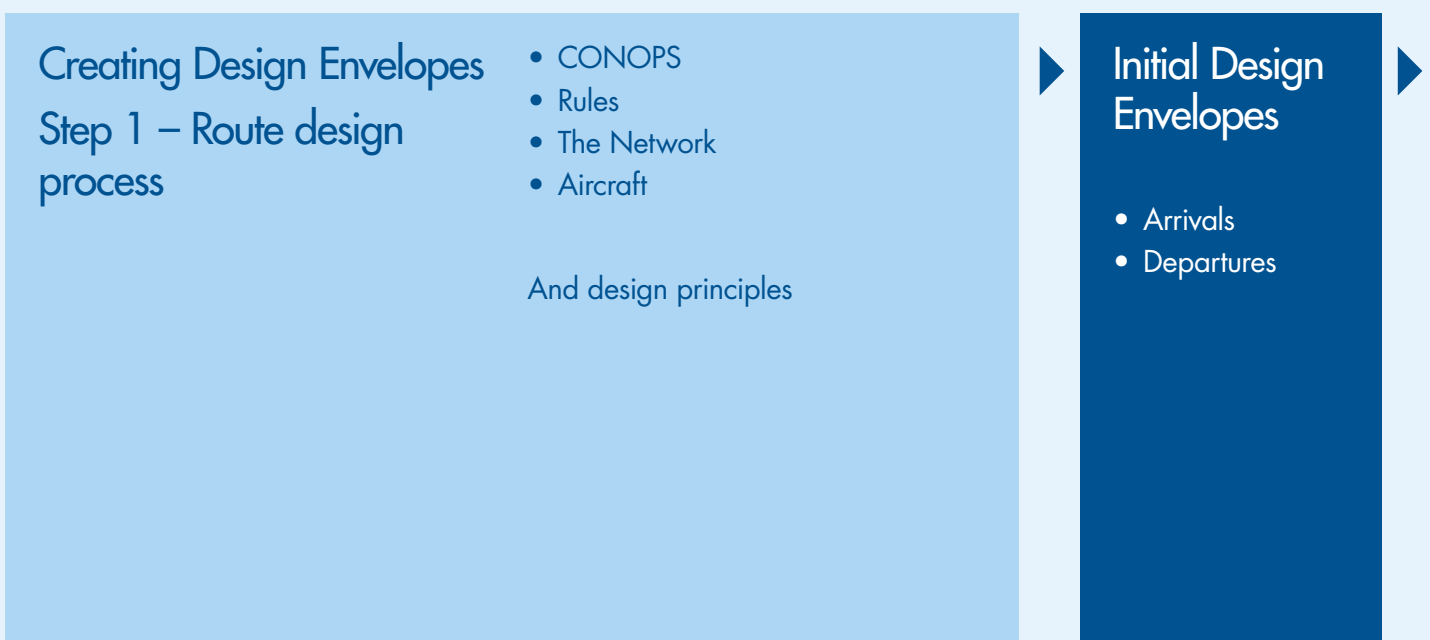 Creating Design Envelopes
Step 1 – Route design
process
• CONOPS
• Rules
• The Network
• Aircraft
And design principles
Initial Design
Envelopes
• Arrivals
• Departures